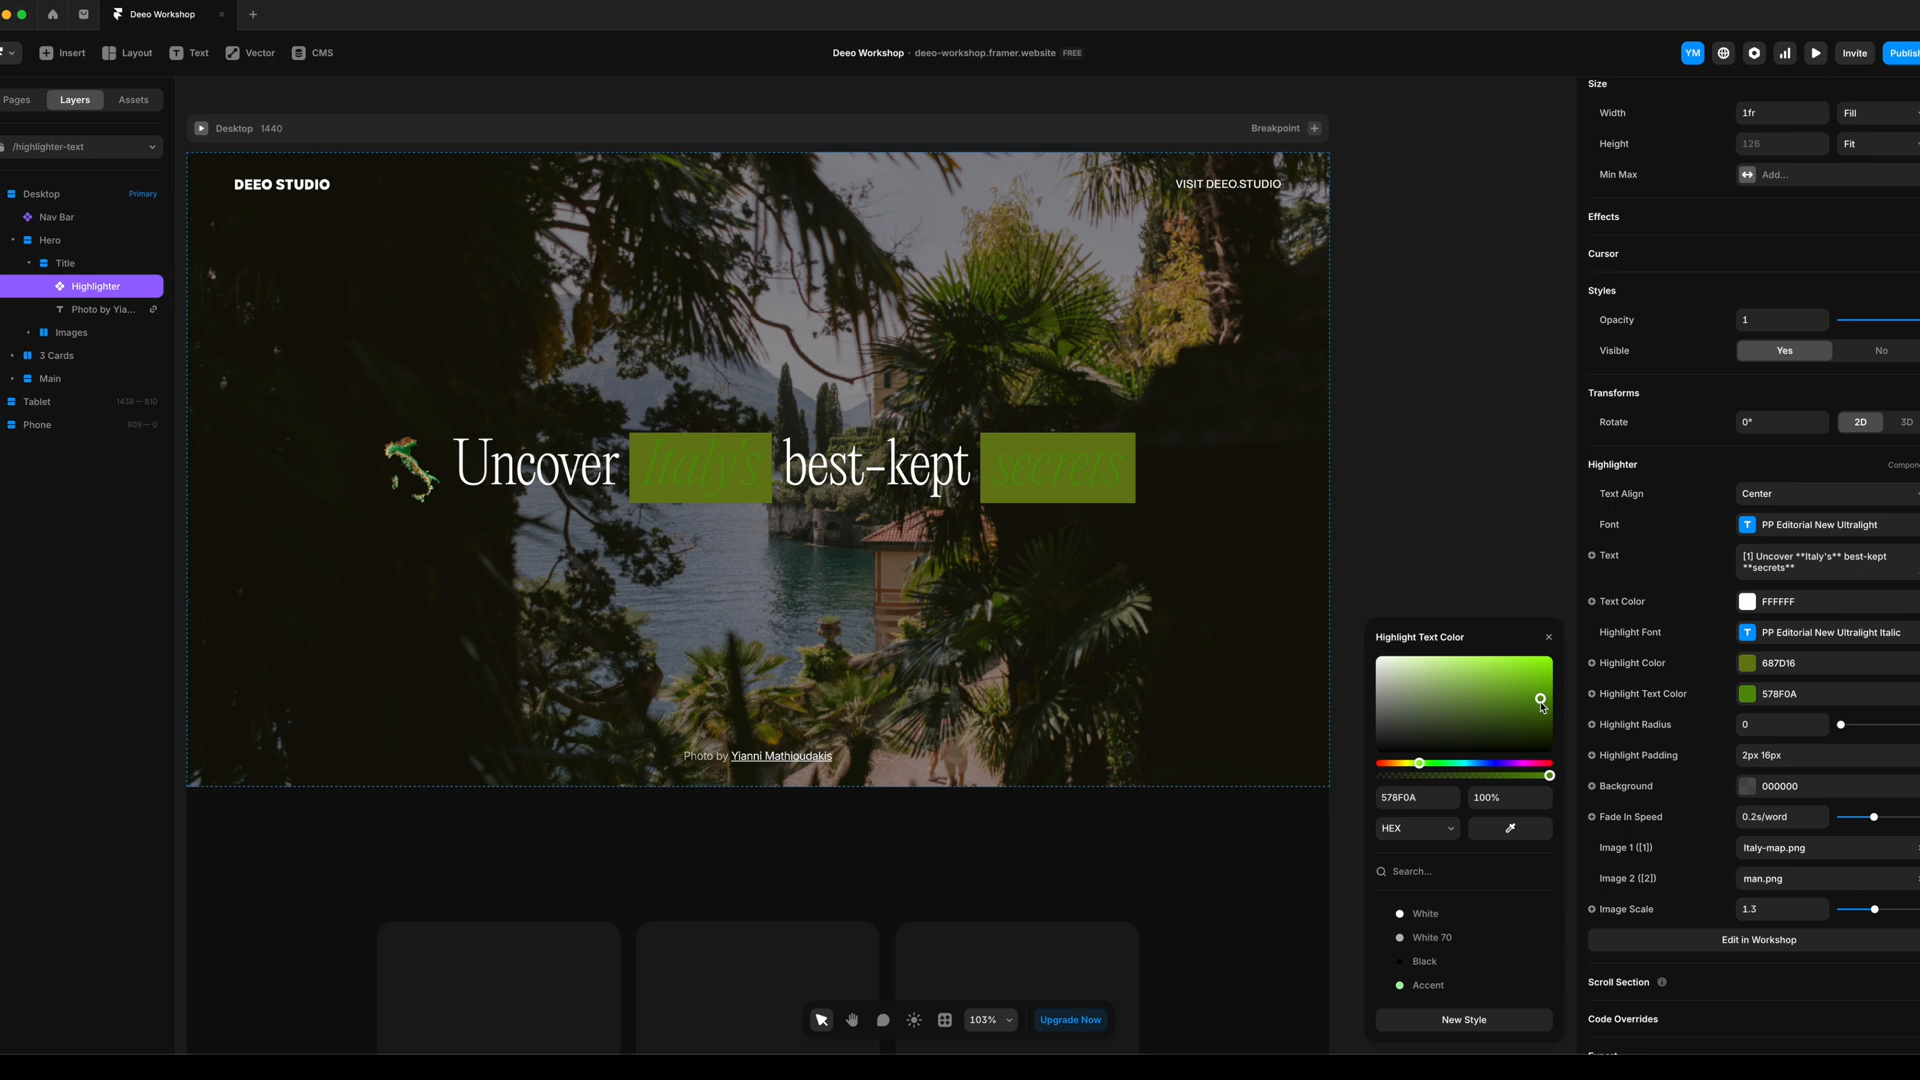 Deeo Workshop
Insert
Layout
Text
Vector
CMS
Deeo Workshop · deeo-workshop.framer.website FREE
YM
Invite
Publish
Pages
Layers
Assets
/highlighter-text
Desktop
Primary
Nav Bar
Hero
Title
Highlighter
Photo by Yia...
Images
3 Cards
Main
Tablet
1439—810
Phone
809—0
Desktop 1440
Breakpoint
DEEO STUDIO
VISIT DEEO.STUDIO
Uncover Italy's best-kept secrets
Photo by Yianni Mathioudakis
103%
Upgrade Now
Highlight Text Color
578F0A
100%
HEX
Search...
White
White 70
Black
Accent
New Style
Size
Width
1fr
Fill
Height
126
Fit
Min Max
Add...
Effects
Cursor
Styles
Opacity
1
Visible
Yes
No
Transforms
Rotate
0°
2D
3D
Highlighter
Compon
Text Align
Center
Font
T PP Editorial New Ultralight
Text
[1] Uncover **Italy's** best-kept
**secrets**
Text Color
FFFFFF
Highlight Font
T PP Editorial New Ultralight Italic
Highlight Color
687D16
Highlight Text Color
578F0A
Highlight Radius
0
Highlight Padding
2px 16px
Background
000000
Fade In Speed
0.2s/word
Image 1 ([1])
Italy-map.png
Image 2 ([2])
man.png
Image Scale
1.3
Edit in Workshop
Scroll Section
Code Overrides